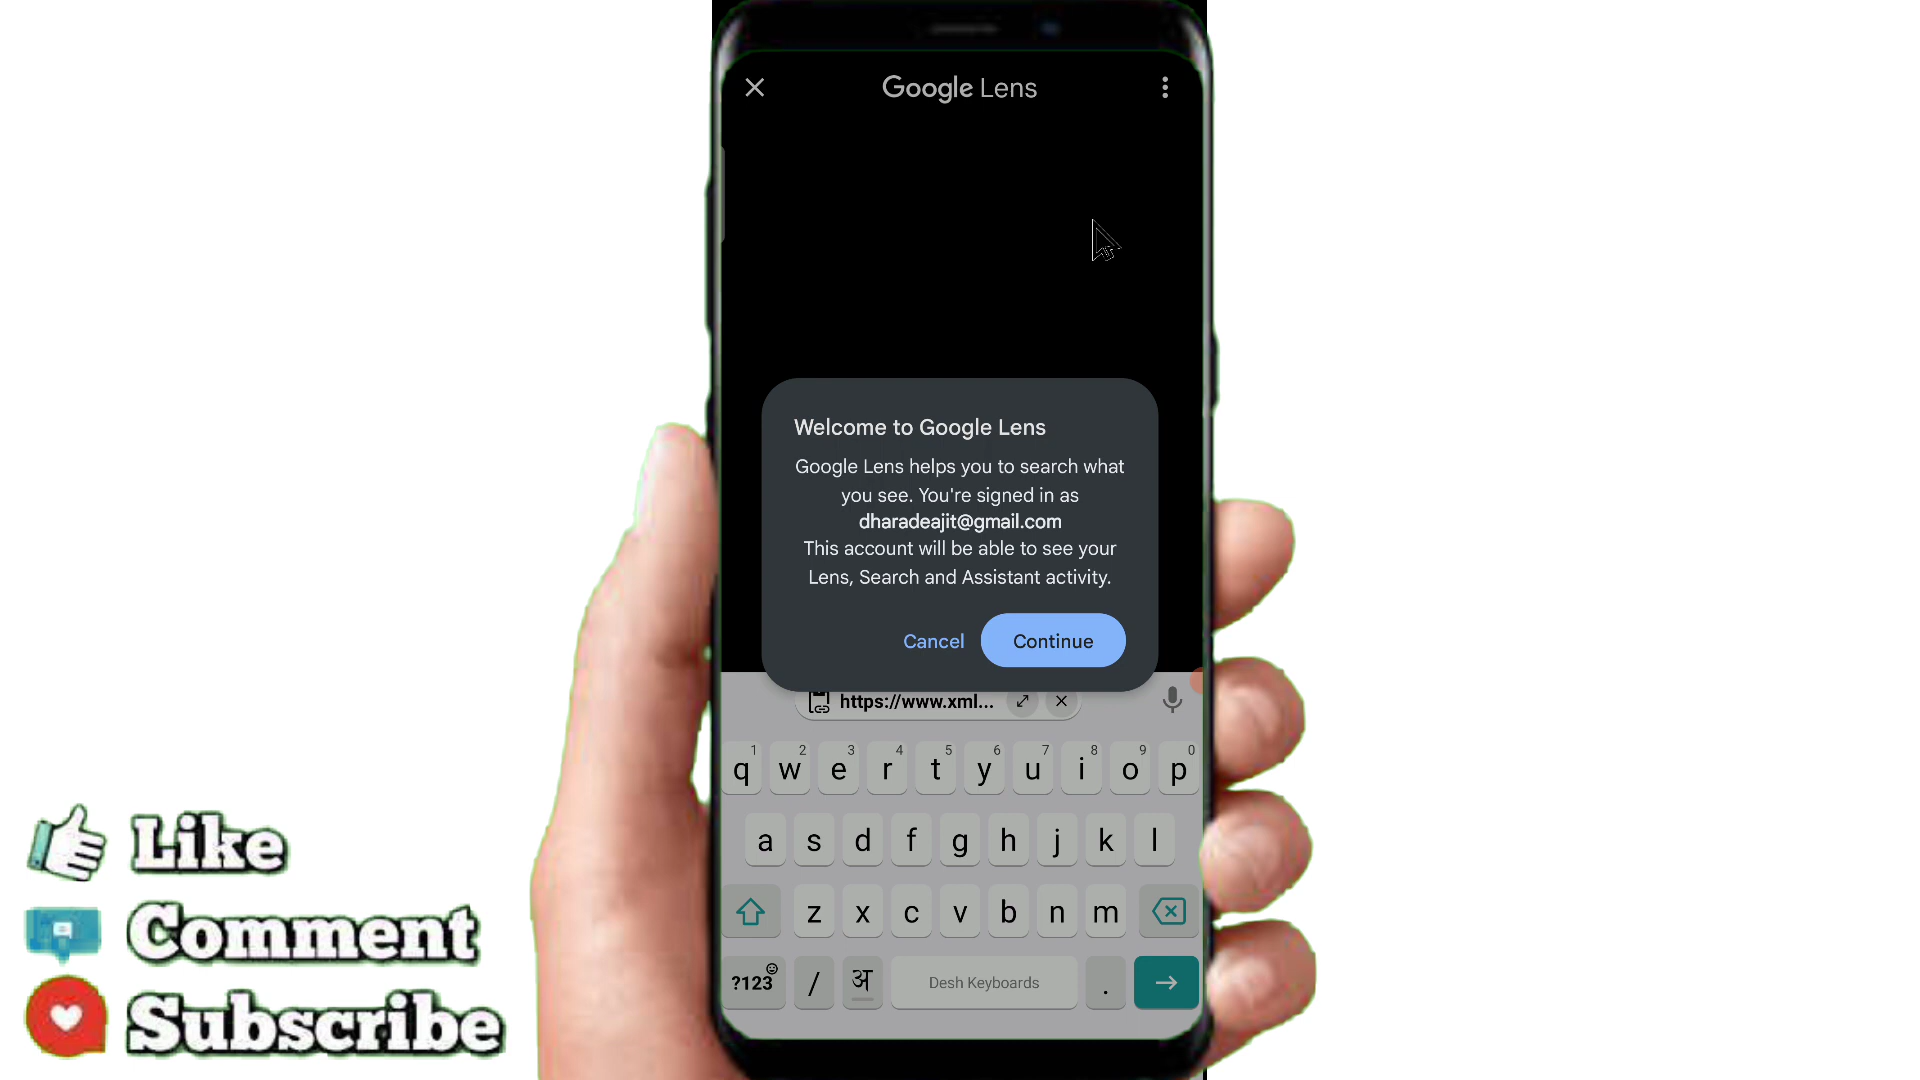 Google Lens
Welcome to Google Lens
Google Lens helps you to search what
you see. You're signed in as
dharadeajit@gmail.com
This account will be able to see your
Lens, Search and Assistant activity.
Cancel Continue
https://www.xml...
1 2 3 4 5 6 7 8 9 0
q w e r t y u i o p
a s d f g h j k l
z x c v b n m
?123 / अ Desh Keyboards .
Like
Comment
Subscribe